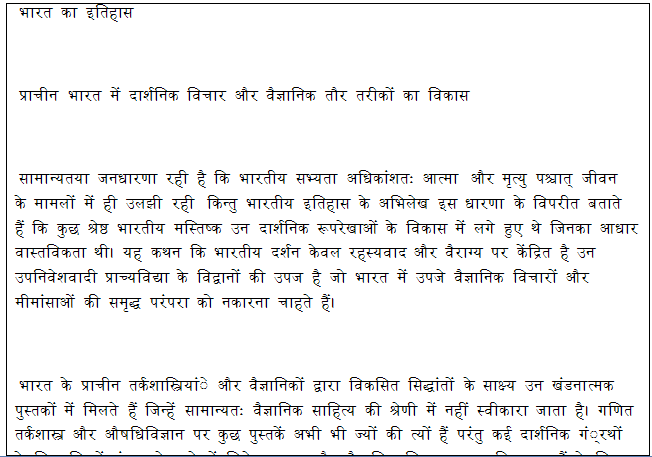 भारत का इतिहास
प्राचीन भारत में दार्शनिक विचार और वैज्ञानिक तौर तरीकों का विकास
सामान्यतया जनधारणा रही है कि भारतीय सभ्यता अधिकांशतः आत्मा और मृत्यु पश्चात् जीवन
के मामलों में ही उलझी रही किन्तु भारतीय इतिहास के अभिलेख इस धारणा के विपरीत बताते
हैं कि कुछ श्रेष्ठ भारतीय मस्तिष्क उन दार्शनिक रूपरेखाओं के विकास में लगे हुए थे जिनका आधार
वास्तविकता थी। यह कथन कि भारतीय दर्शन केवल रहस्यवाद और वैराग्य पर केंद्रित है उन
उपनिवेशवादी प्राच्यविद्या के विद्वानों की उपज है जो भारत में उपजे वैज्ञानिक विचारों और
मीमांसाओं की समृद्ध परंपरा को नकारना चाहते हैं।
भारत के प्राचीन तर्कशास्त्रियांे और वैज्ञानिकों द्वारा विकसित सिद्धांतों के साक्ष्य उन खंडनात्मक
पुस्तकों में मिलते हैं जिन्हें सामान्यतः वैज्ञानिक साहित्य की श्रेणी में नहीं स्वीकारा जाता है। गणित
तर्कशास्त्र और औषधिविज्ञान पर कुछ पुस्तकें अभी भी ज्यों की त्यों हैं परंतु कई दार्शनिक गं्रथों